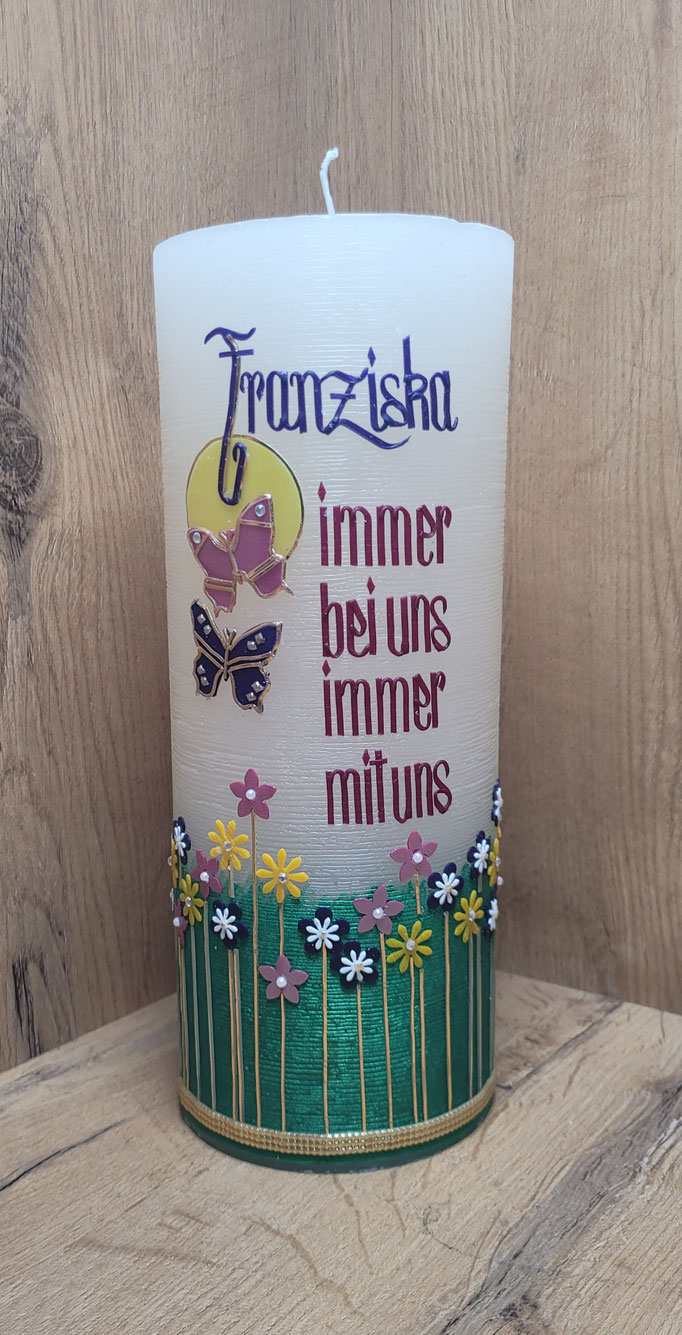 Franziska
immer
bei uns
immer
mit uns